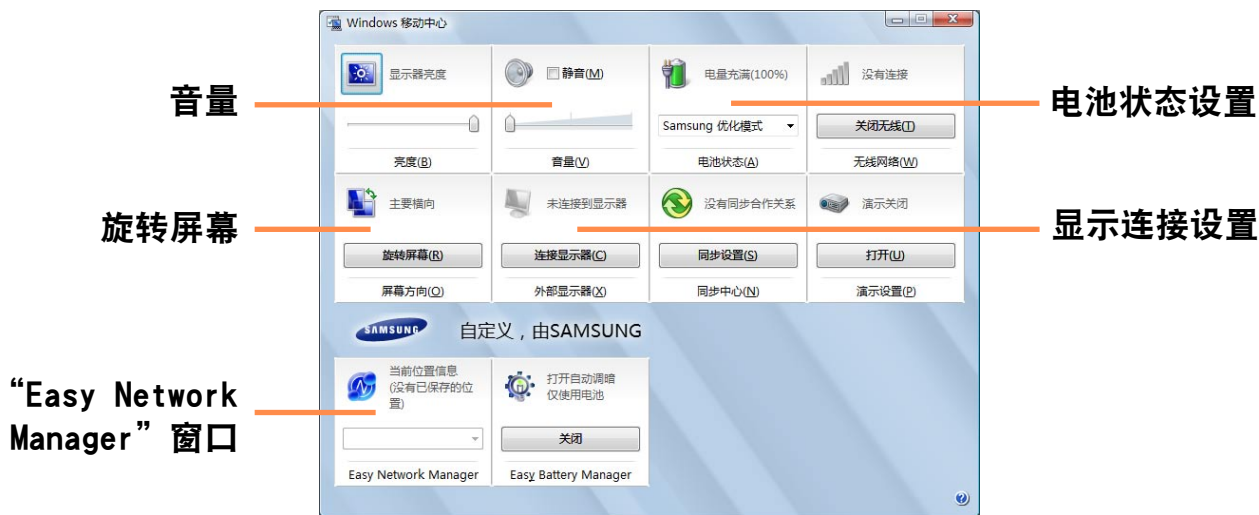 Windows 移动中心
显示器亮度
静音(M)
电量充满(100%)
没有连接
音量
电池状态设置
Samsung 优化模式
关闭无线(T)
亮度(B)
音量(V)
电池状态(A)
无线网络(W)
主要横向
未连接到显示器
没有同步合作关系
演示关闭
旋转屏幕
显示连接设置
旋转屏幕(R)
连接显示器(C)
同步设置(S)
打开(U)
屏幕方向(O)
外部显示器(X)
同步中心(N)
演示设置(P)
SAMSUNG
自定义，由SAMSUNG
当前位置信息
(没有已保存的位
置)
打开自动调暗
仅使用电池
“Easy Network
Manager”窗口
关闭
Easy Network Manager
Easy Battery Manager